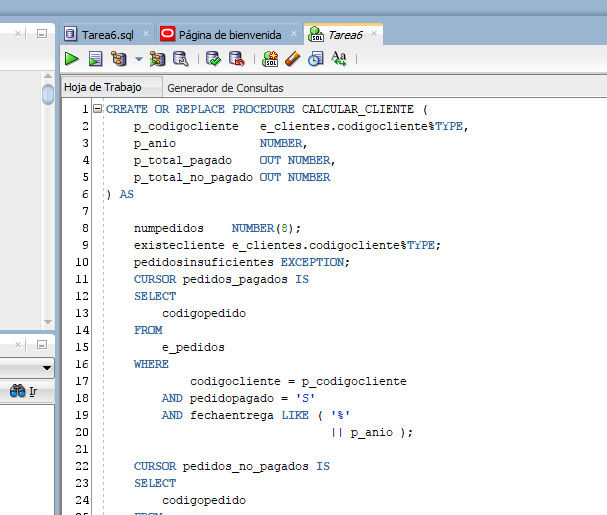 Tarea6.sql
Página de bienvenida
Tarea6
Hoja de Trabajo
Generador de Consultas
Ir
1 CREATE OR REPLACE PROCEDURE CALCULAR_CLIENTE (
2 p_codigocliente e_clientes.codigocliente%TYPE,
3 p_anio NUMBER,
4 p_total_pagado OUT NUMBER,
5 p_total_no_pagado OUT NUMBER
6 ) AS
7
8 numpedidos NUMBER(8);
9 existecliente e_clientes.codigocliente%TYPE;
10 pedidosinsuficientes EXCEPTION;
11 CURSOR pedidos_pagados IS
12 SELECT
13 codigopedido
14 FROM
15 e_pedidos
16 WHERE
17 codigocliente = p_codigocliente
18 AND pedidopagado = 'S'
19 AND fechaentrega LIKE ( '%'
20 || p_anio );
21
22 CURSOR pedidos_no_pagados IS
23 SELECT
24 codigopedido
25 FROM